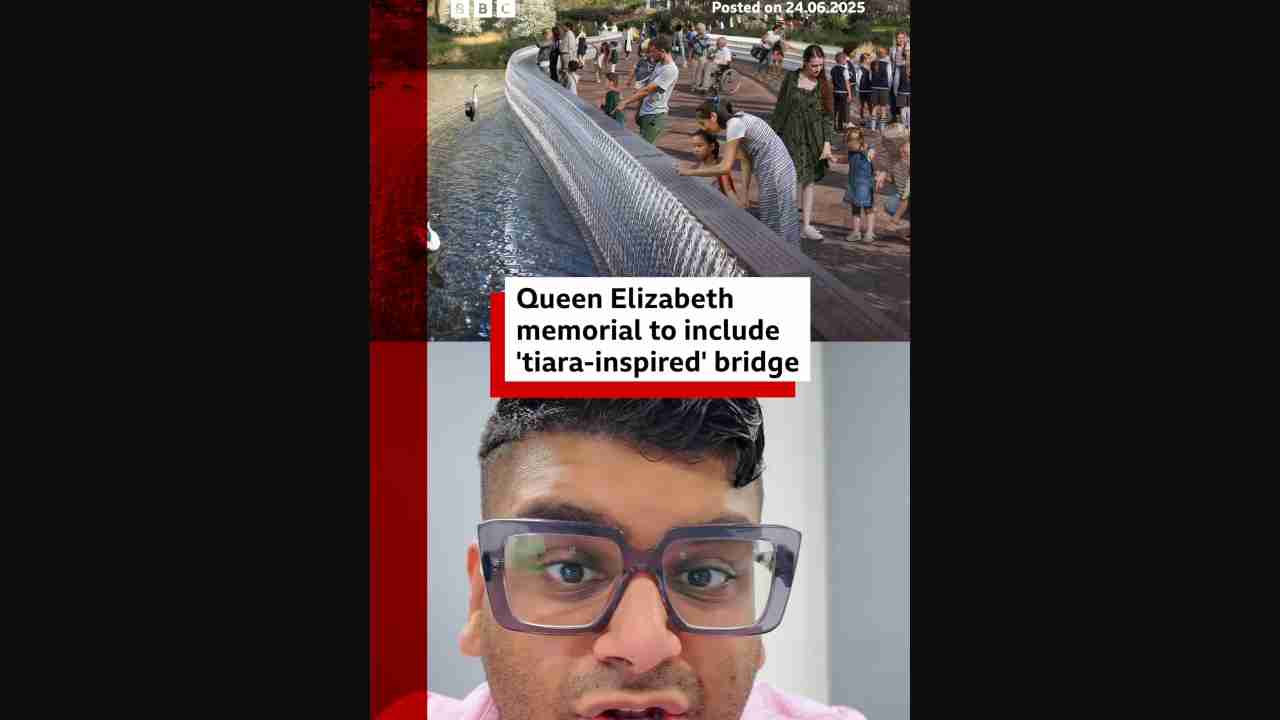 BBC
Posted on 24.06.2025
Queen Elizabeth
memorial to include
'tiara-inspired' bridge